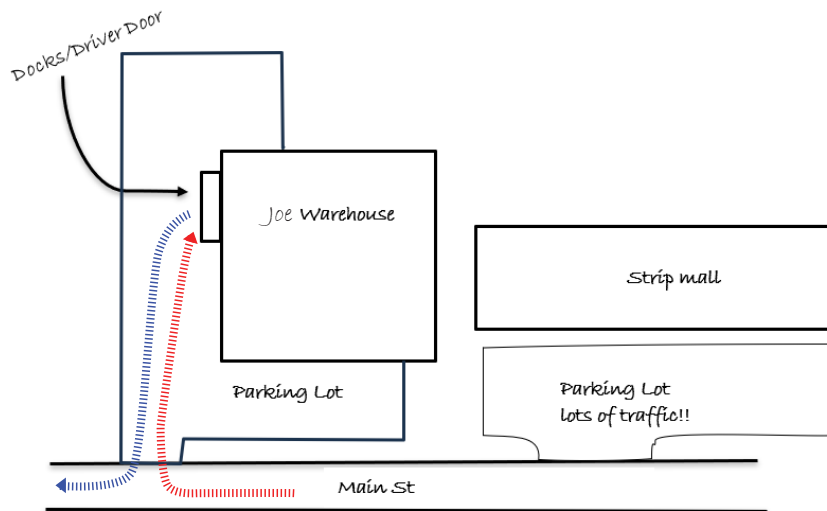 Docks/Driver Door
Joe Warehouse
Strip mall
Parking Lot
Parking Lot
lots of traffic!!
Main St